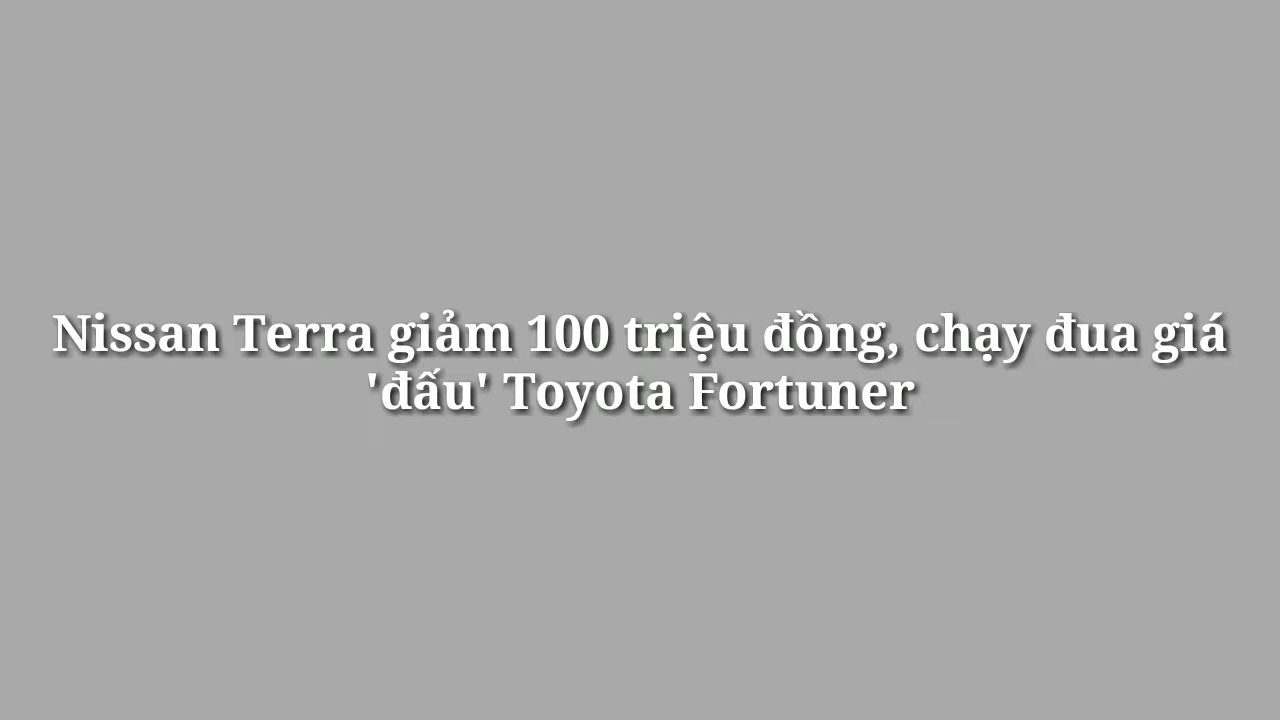 Nissan Terra giảm 100 triệu đồng, chạy đua giá
'đấu' Toyota Fortuner